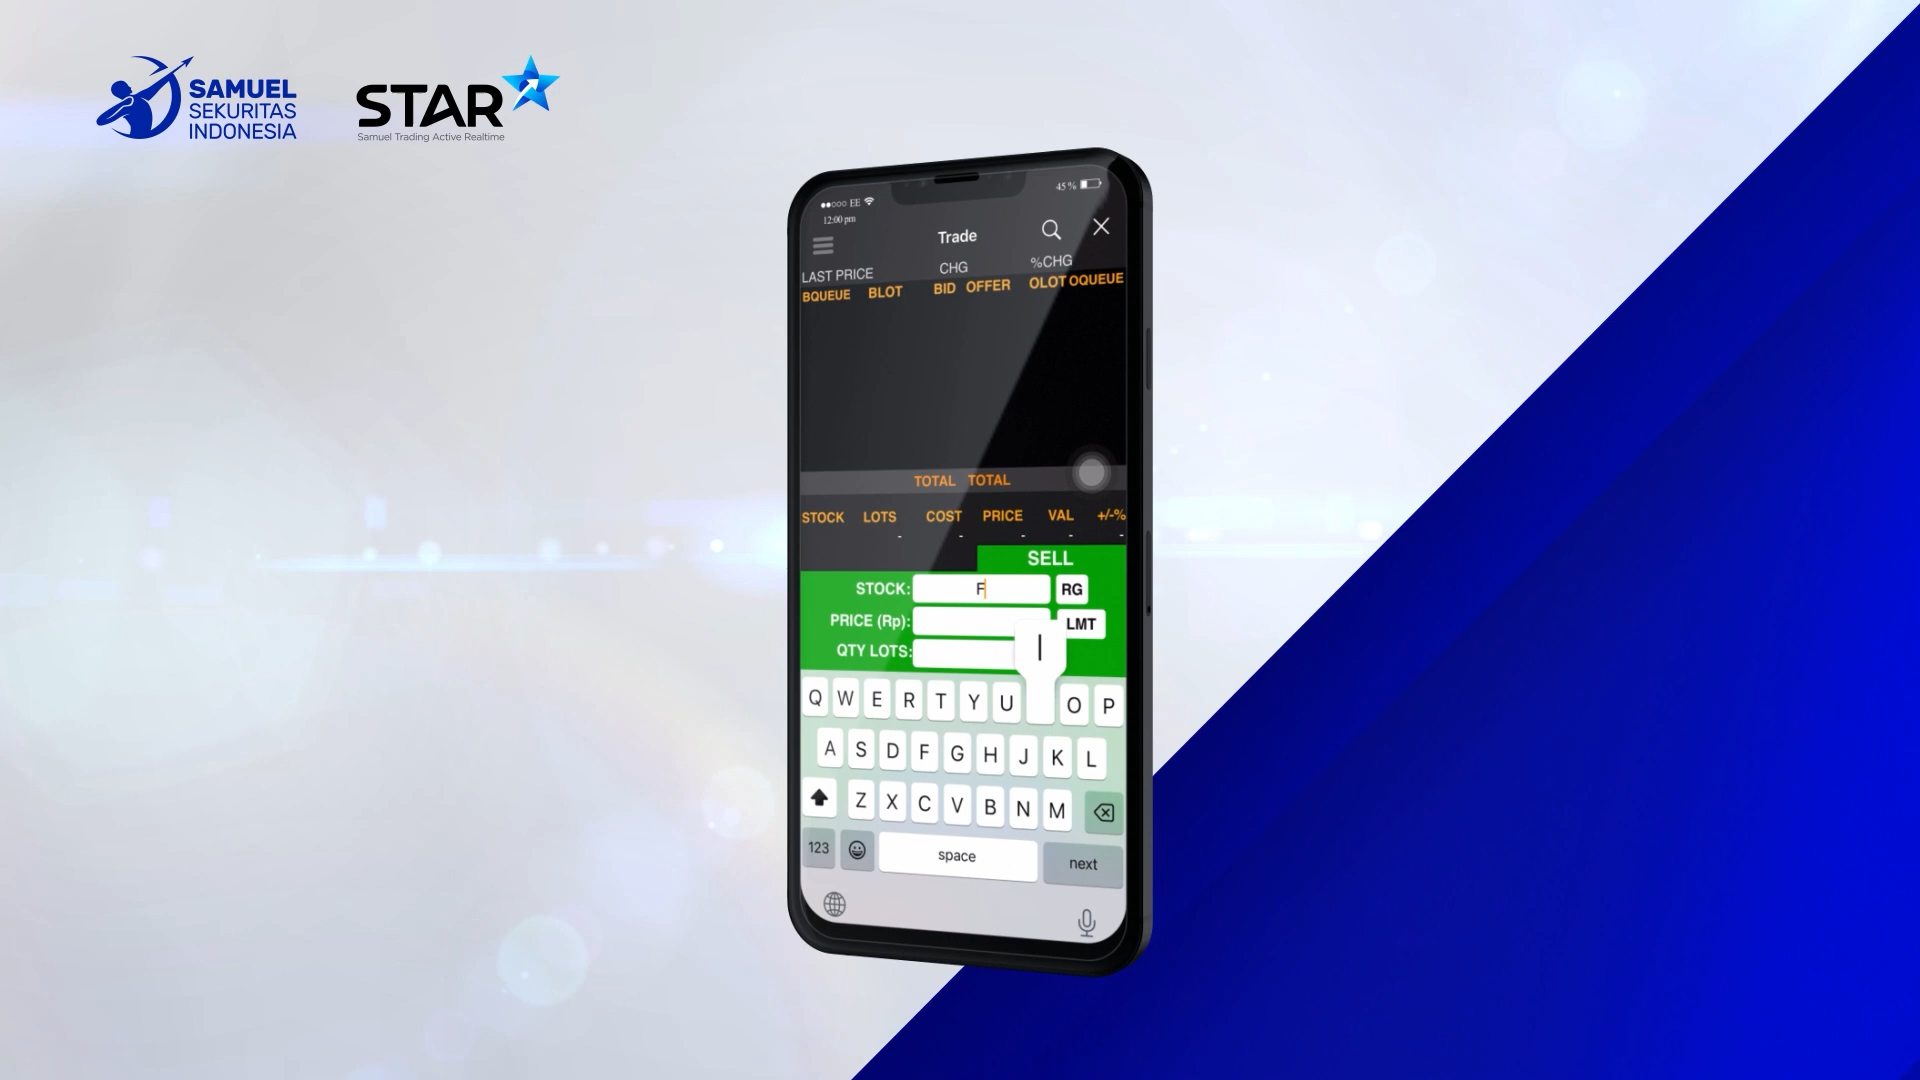 SAMUEL
SEKURITAS
INDONESIA
STAR
Samuel Trading Active Realtime
EE
45 %
12:00 pm
Trade
LAST PRICE CHG %CHG
BQUEUE BLOT BID OFFER OLOT OQUEUE
TOTAL TOTAL
STOCK LOTS COST PRICE VAL +/-%
- - - - -
SELL
STOCK: F RG
PRICE (Rp): LMT
QTY LOTS:
I
Q W E R T Y U O P
A S D F G H J K L
Z X C V B N M
123 space next